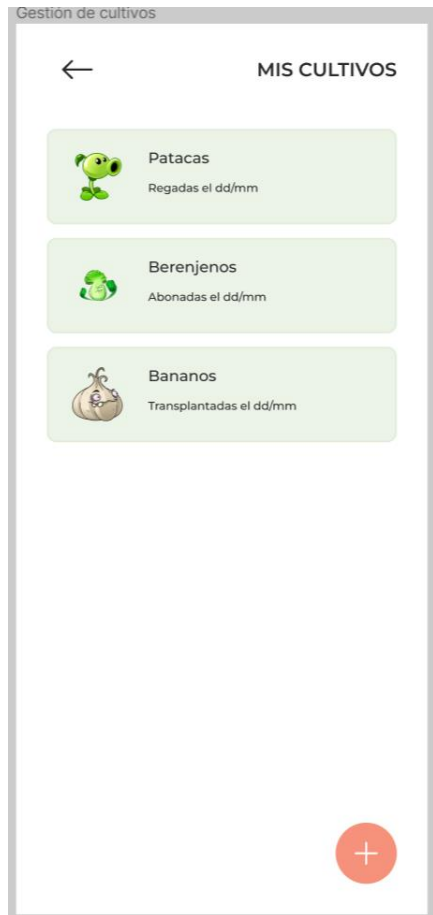 Gestión de cultivos
MIS CULTIVOS
Patacas
Regadas el dd/mm
Berenjenos
Abonadas el dd/mm
Bananos
Transplantadas el dd/mm